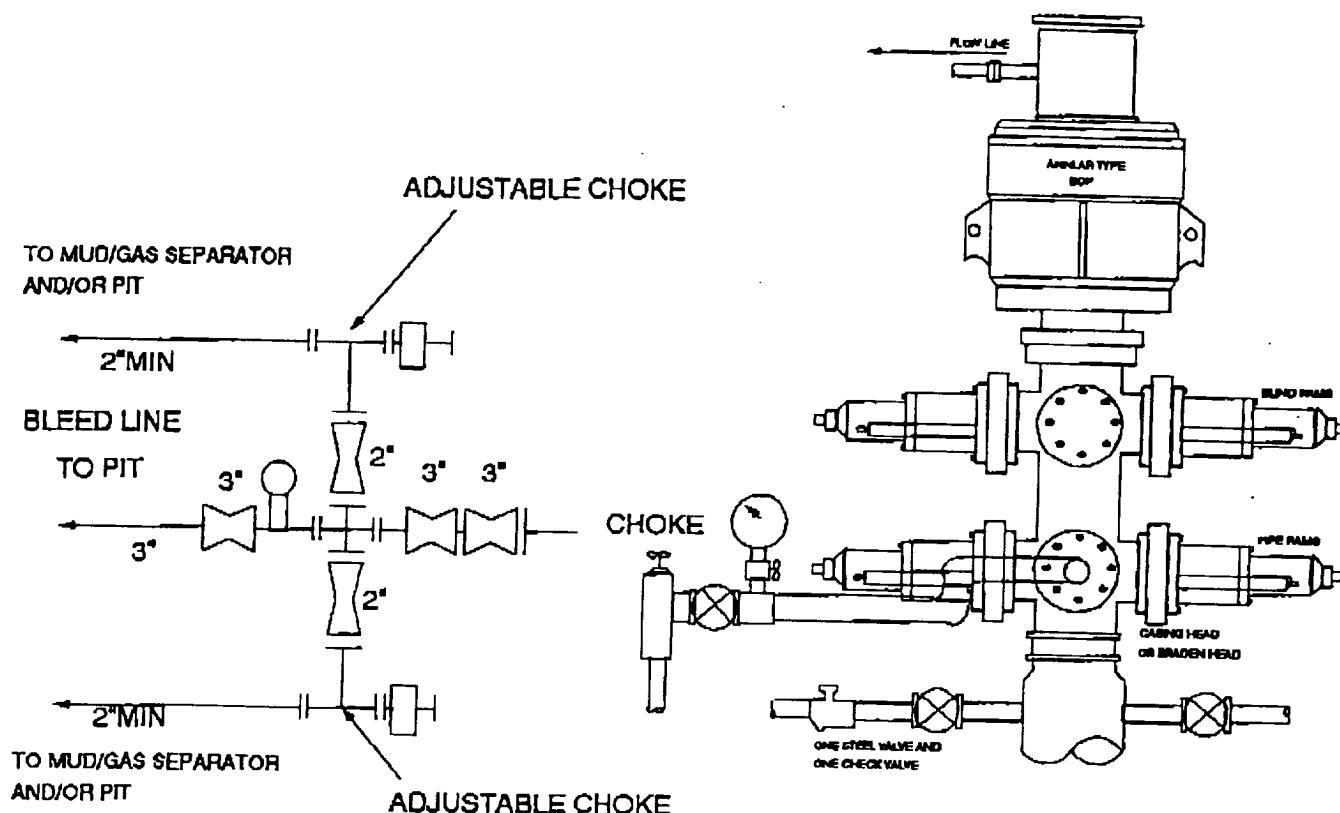 FLOW LINE
ANNLAR TYPE
BOP
ADJUSTABLE CHOKE
TO MUD/GAS SEPARATOR
AND/OR PIT
2"MIN
BLEED LINE
TO PIT
2"
3"
3"
3"
3"
2"
CHOKE
BLIND RAMS
PIPE RAMS
CASING HEAD
OR BRADEN HEAD
ONE STEEL VALVE AND
ONE CHECK VALVE
2"MIN
TO MUD/GAS SEPARATOR
AND/OR PIT
ADJUSTABLE CHOKE